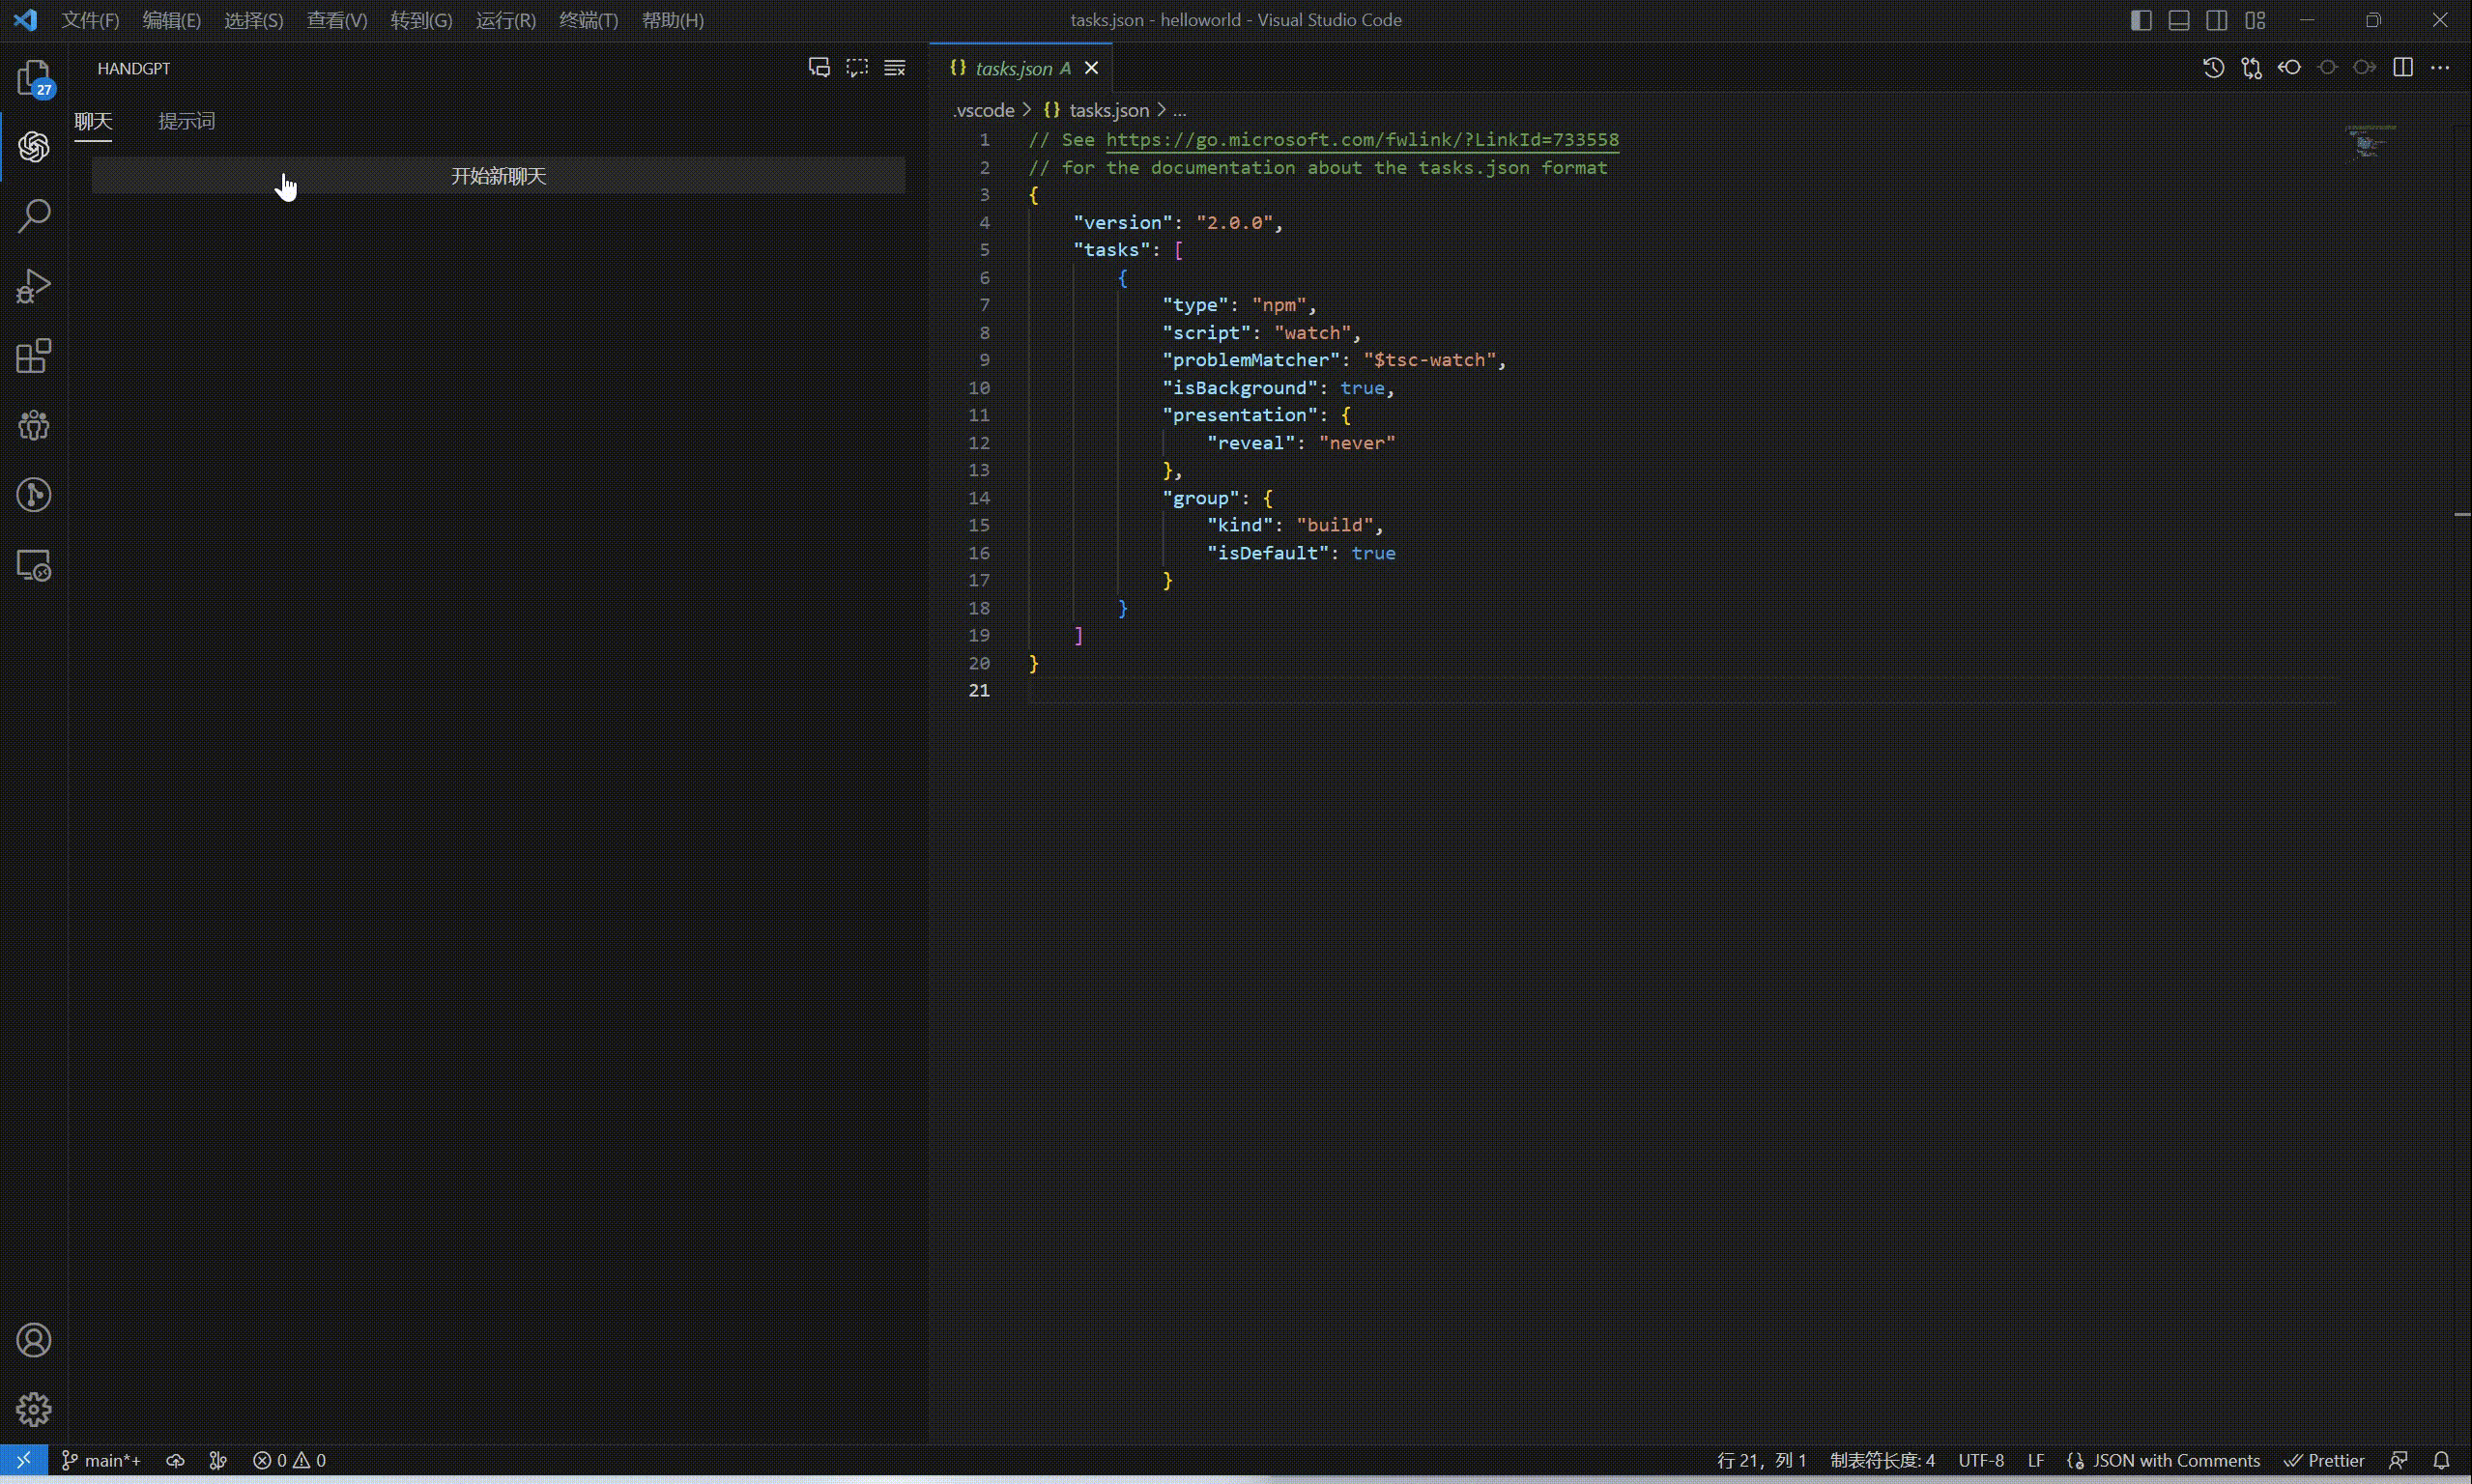 文件(F) 编辑(E) 选择(S) 查看(V) 转到(G) 运行(R) 终端(T) 帮助(H) tasks.json - helloworld - Visual Studio Code
27
HANDGPT
聊天 提示词
开始新聊天
{} tasks.json A
.vscode > {} tasks.json > ...
1 // See https://go.microsoft.com/fwlink/?LinkId=733558
2 // for the documentation about the tasks.json format
3 {
4 "version": "2.0.0",
5 "tasks": [
6 {
7 "type": "npm",
8 "script": "watch",
9 "problemMatcher": "$tsc-watch",
10 "isBackground": true,
11 "presentation": {
12 "reveal": "never"
13 },
14 "group": {
15 "kind": "build",
16 "isDefault": true
17 }
18 }
19 ]
20 }
21
main*+ 0 0 行 21，列 1 制表符长度: 4 UTF-8 LF JSON with Comments Prettier